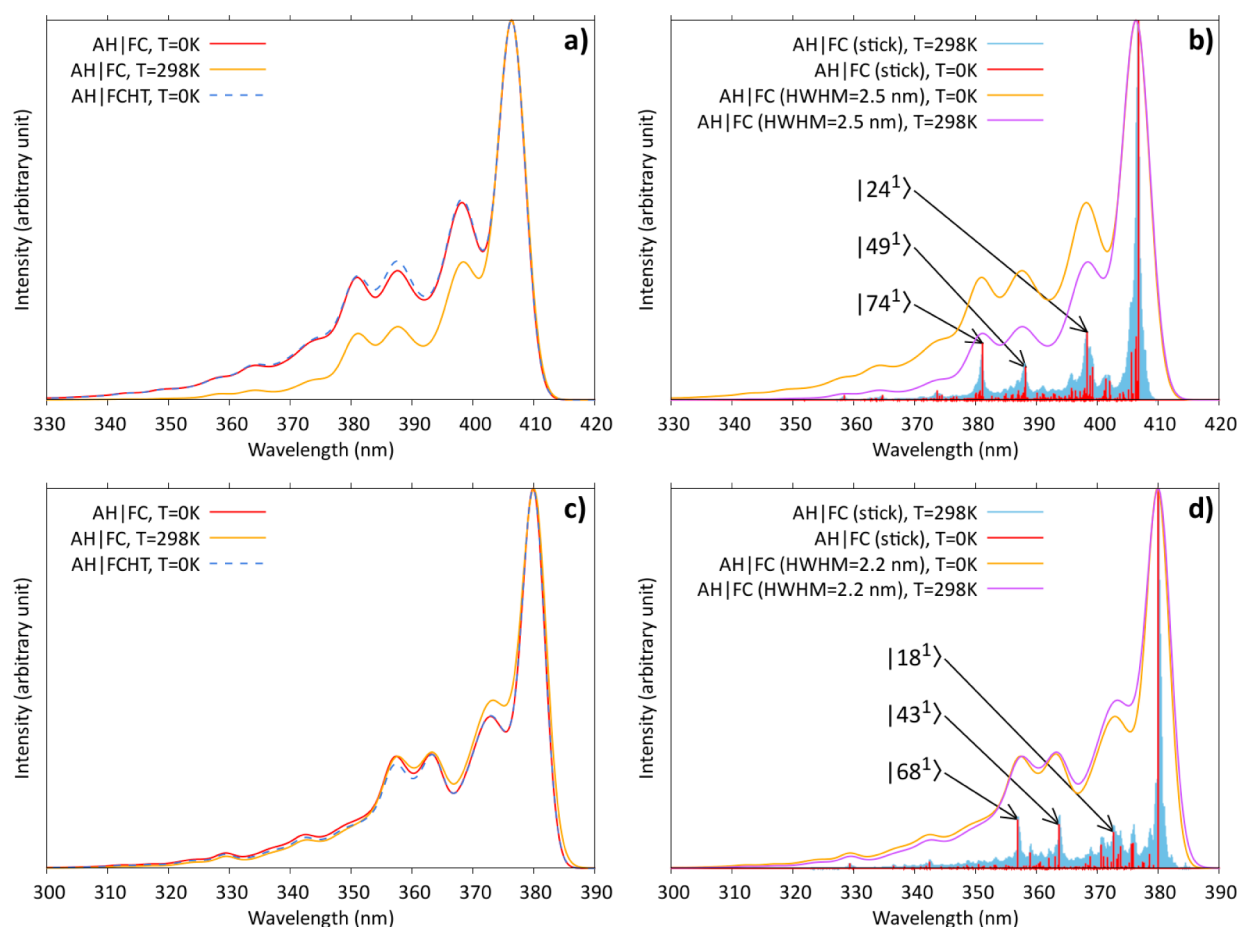 a)
AH|FC, T=0K
AH|FC, T=298K
AH|FCHT, T=0K
Intensity (arbitrary unit)
330 340 350 360 370 380 390 400 410 420
Wavelength (nm)
b)
AH|FC (stick), T=298K
AH|FC (stick), T=0K
AH|FC (HWHM=2.5 nm), T=0K
AH|FC (HWHM=2.5 nm), T=298K
|24¹⟩
|49¹⟩
|74¹⟩
Intensity (arbitrary unit)
330 340 350 360 370 380 390 400 410 420
Wavelength (nm)
c)
AH|FC, T=0K
AH|FC, T=298K
AH|FCHT, T=0K
Intensity (arbitrary unit)
300 310 320 330 340 350 360 370 380 390
Wavelength (nm)
d)
AH|FC (stick), T=298K
AH|FC (stick), T=0K
AH|FC (HWHM=2.2 nm), T=0K
AH|FC (HWHM=2.2 nm), T=298K
|18¹⟩
|43¹⟩
|68¹⟩
Intensity (arbitrary unit)
300 310 320 330 340 350 360 370 380 390
Wavelength (nm)